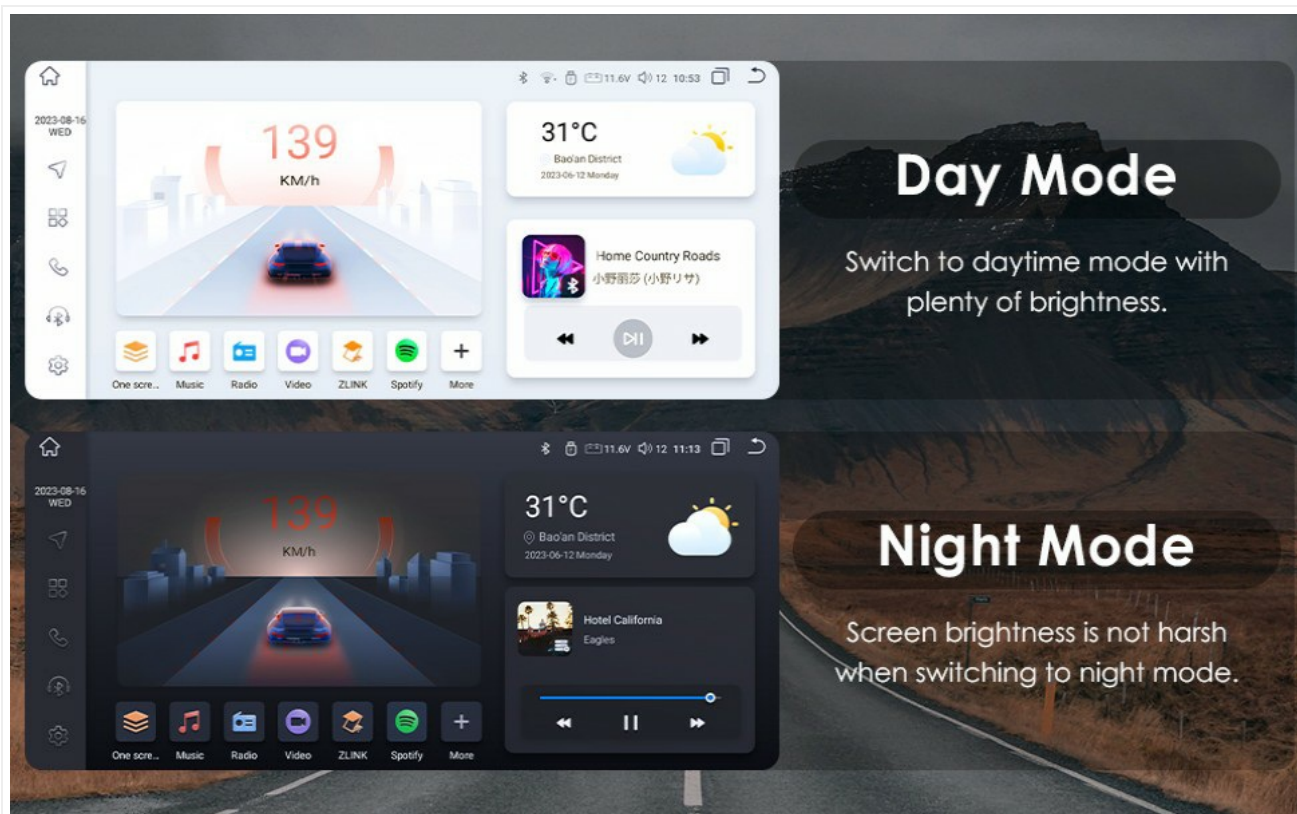 2023-08-16
WED
11.6V 12 10:53
139
KM/h
31°C
Bao'an District
2023-06-12 Monday
Home Country Roads
小野丽莎 (小野リサ)
One scre..
Music
Radio
Video
ZLINK
Spotify
More
Day Mode
Switch to daytime mode with
plenty of brightness.
2023-08-16
WED
11.6V 12 11:13
139
KM/h
31°C
Bao'an District
2023-06-12 Monday
Hotel California
Eagles
One scre..
Music
Radio
Video
ZLINK
Spotify
More
Night Mode
Screen brightness is not harsh
when switching to night mode.